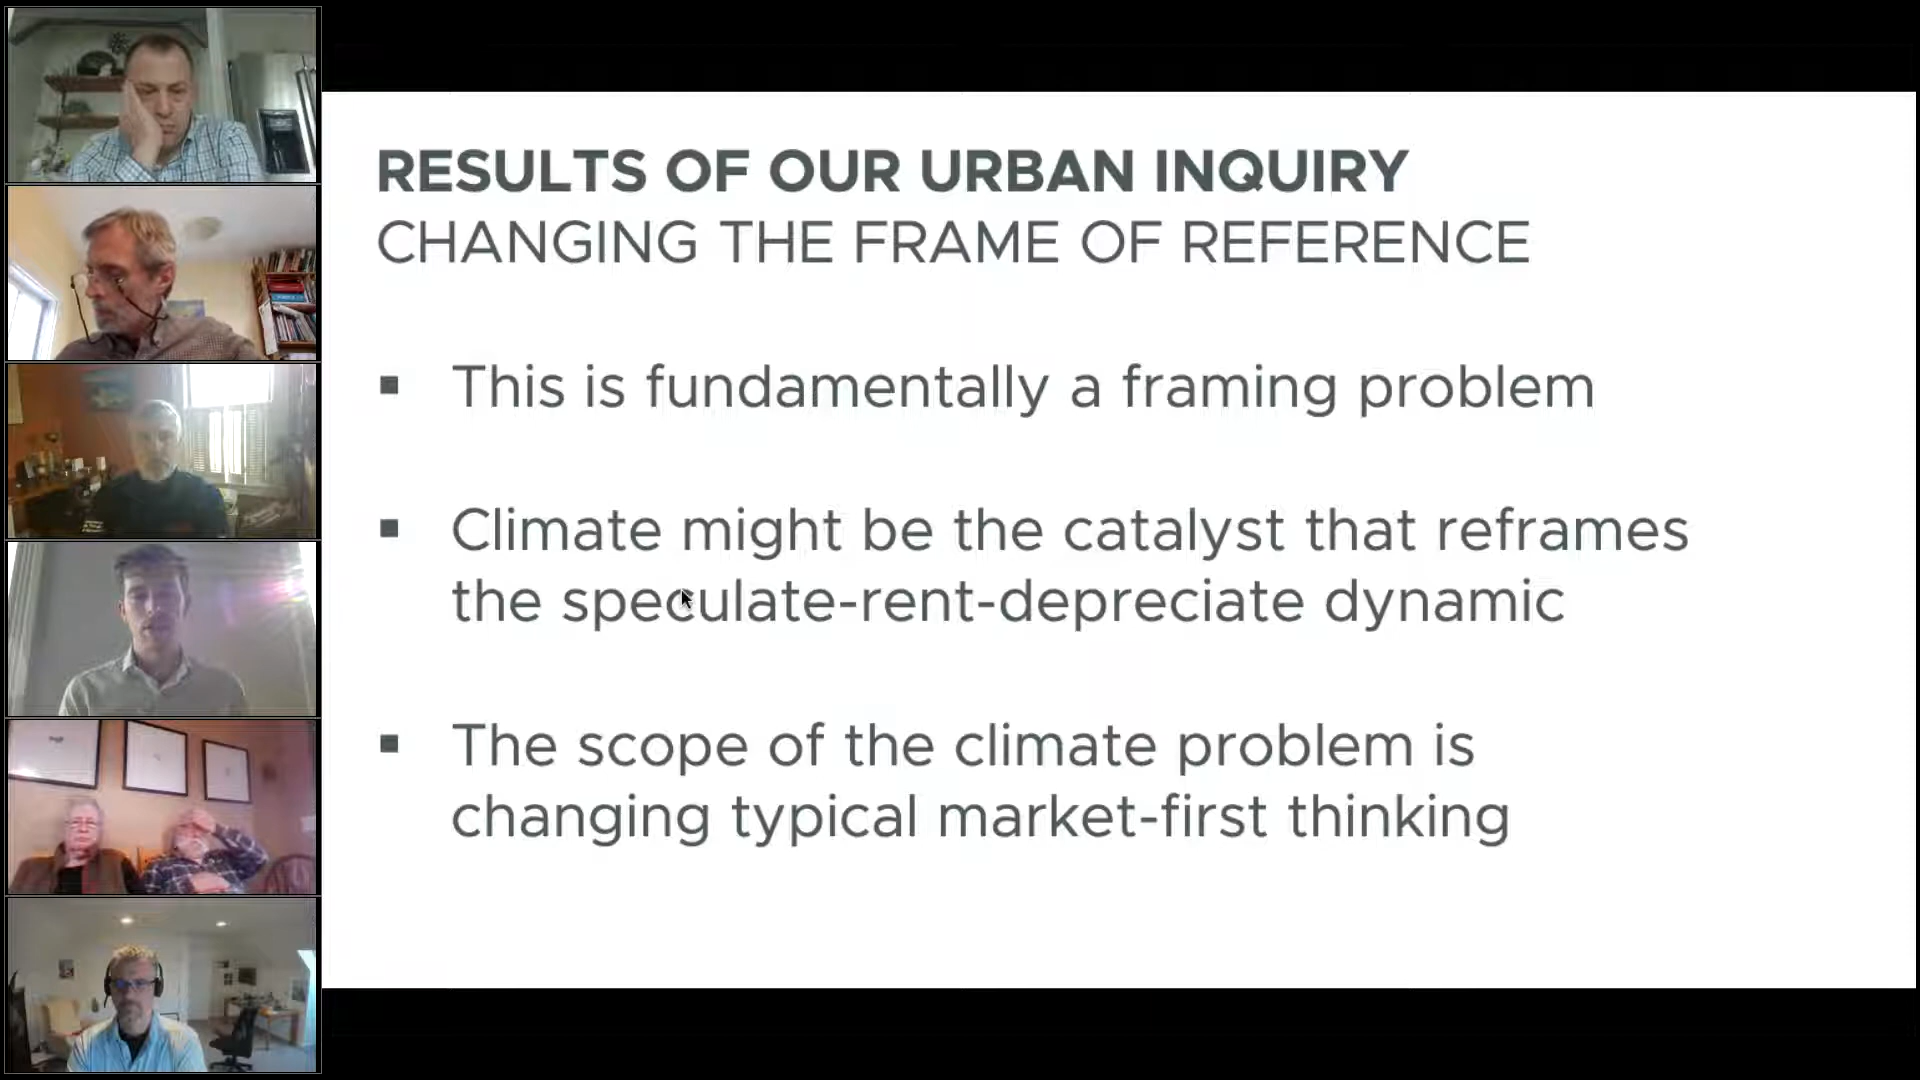 RESULTS OF OUR URBAN INQUIRY
CHANGING THE FRAME OF REFERENCE
▪ This is fundamentally a framing problem
▪ Climate might be the catalyst that reframes
the speculate-rent-depreciate dynamic
▪ The scope of the climate problem is
changing typical market-first thinking